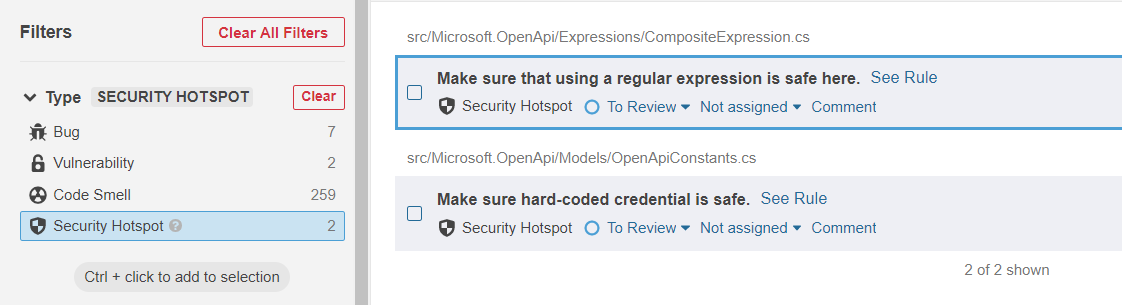 Filters
Clear All Filters
Type SECURITY HOTSPOT Clear
Bug 7
Vulnerability 2
Code Smell 259
Security Hotspot ? 2
Ctrl + click to add to selection
src/Microsoft.OpenApi/Expressions/CompositeExpression.cs
Make sure that using a regular expression is safe here. See Rule
Security Hotspot To Review Not assigned Comment
src/Microsoft.OpenApi/Models/OpenApiConstants.cs
Make sure hard-coded credential is safe. See Rule
Security Hotspot To Review Not assigned Comment
2 of 2 shown